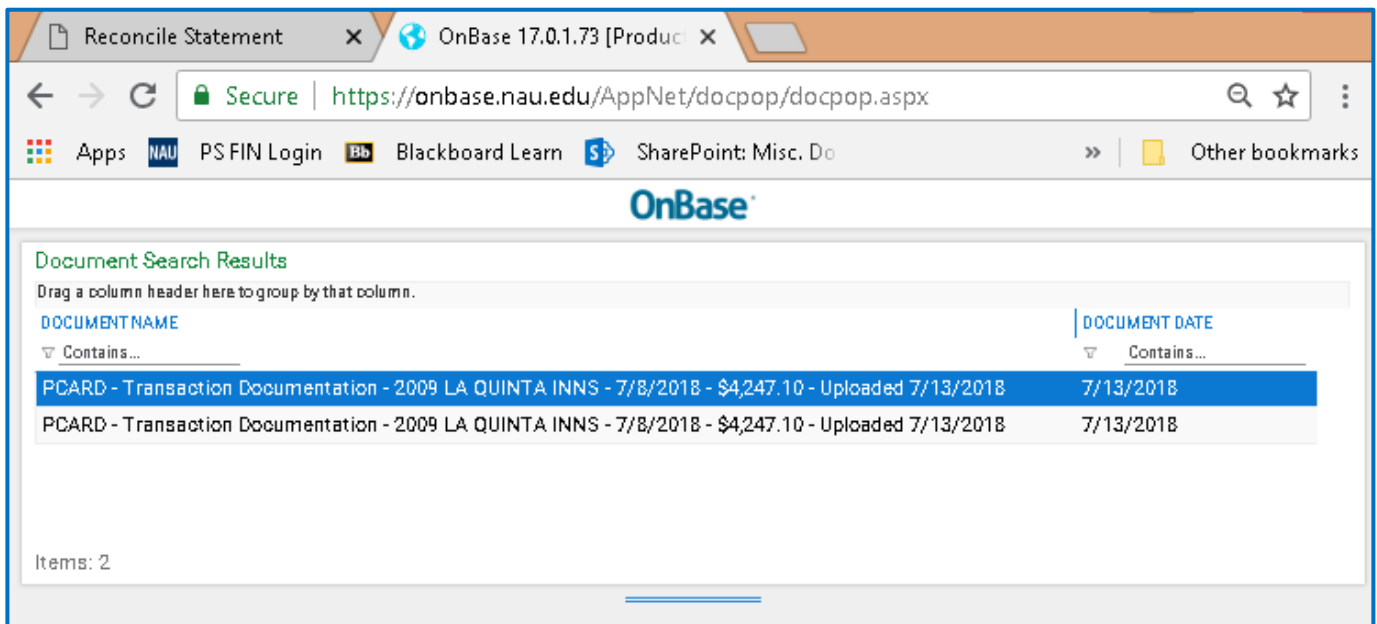 Reconcile Statement OnBase 17.0.1.73 [Produc
Secure | https://onbase.nau.edu/AppNet/docpop/docpop.aspx
Apps NAU PS FIN Login Bb Blackboard Learn S SharePoint: Misc. Do » Other bookmarks
OnBase
Document Search Results
Drag a column header here to group by that column.
DOCUMENT NAME DOCUMENT DATE
Contains... Contains...
PCARD - Transaction Documentation - 2009 LA QUINTA INNS - 7/8/2018 - $4,247.10 - Uploaded 7/13/2018 7/13/2018
PCARD - Transaction Documentation - 2009 LA QUINTA INNS - 7/8/2018 - $4,247.10 - Uploaded 7/13/2018 7/13/2018
Items: 2